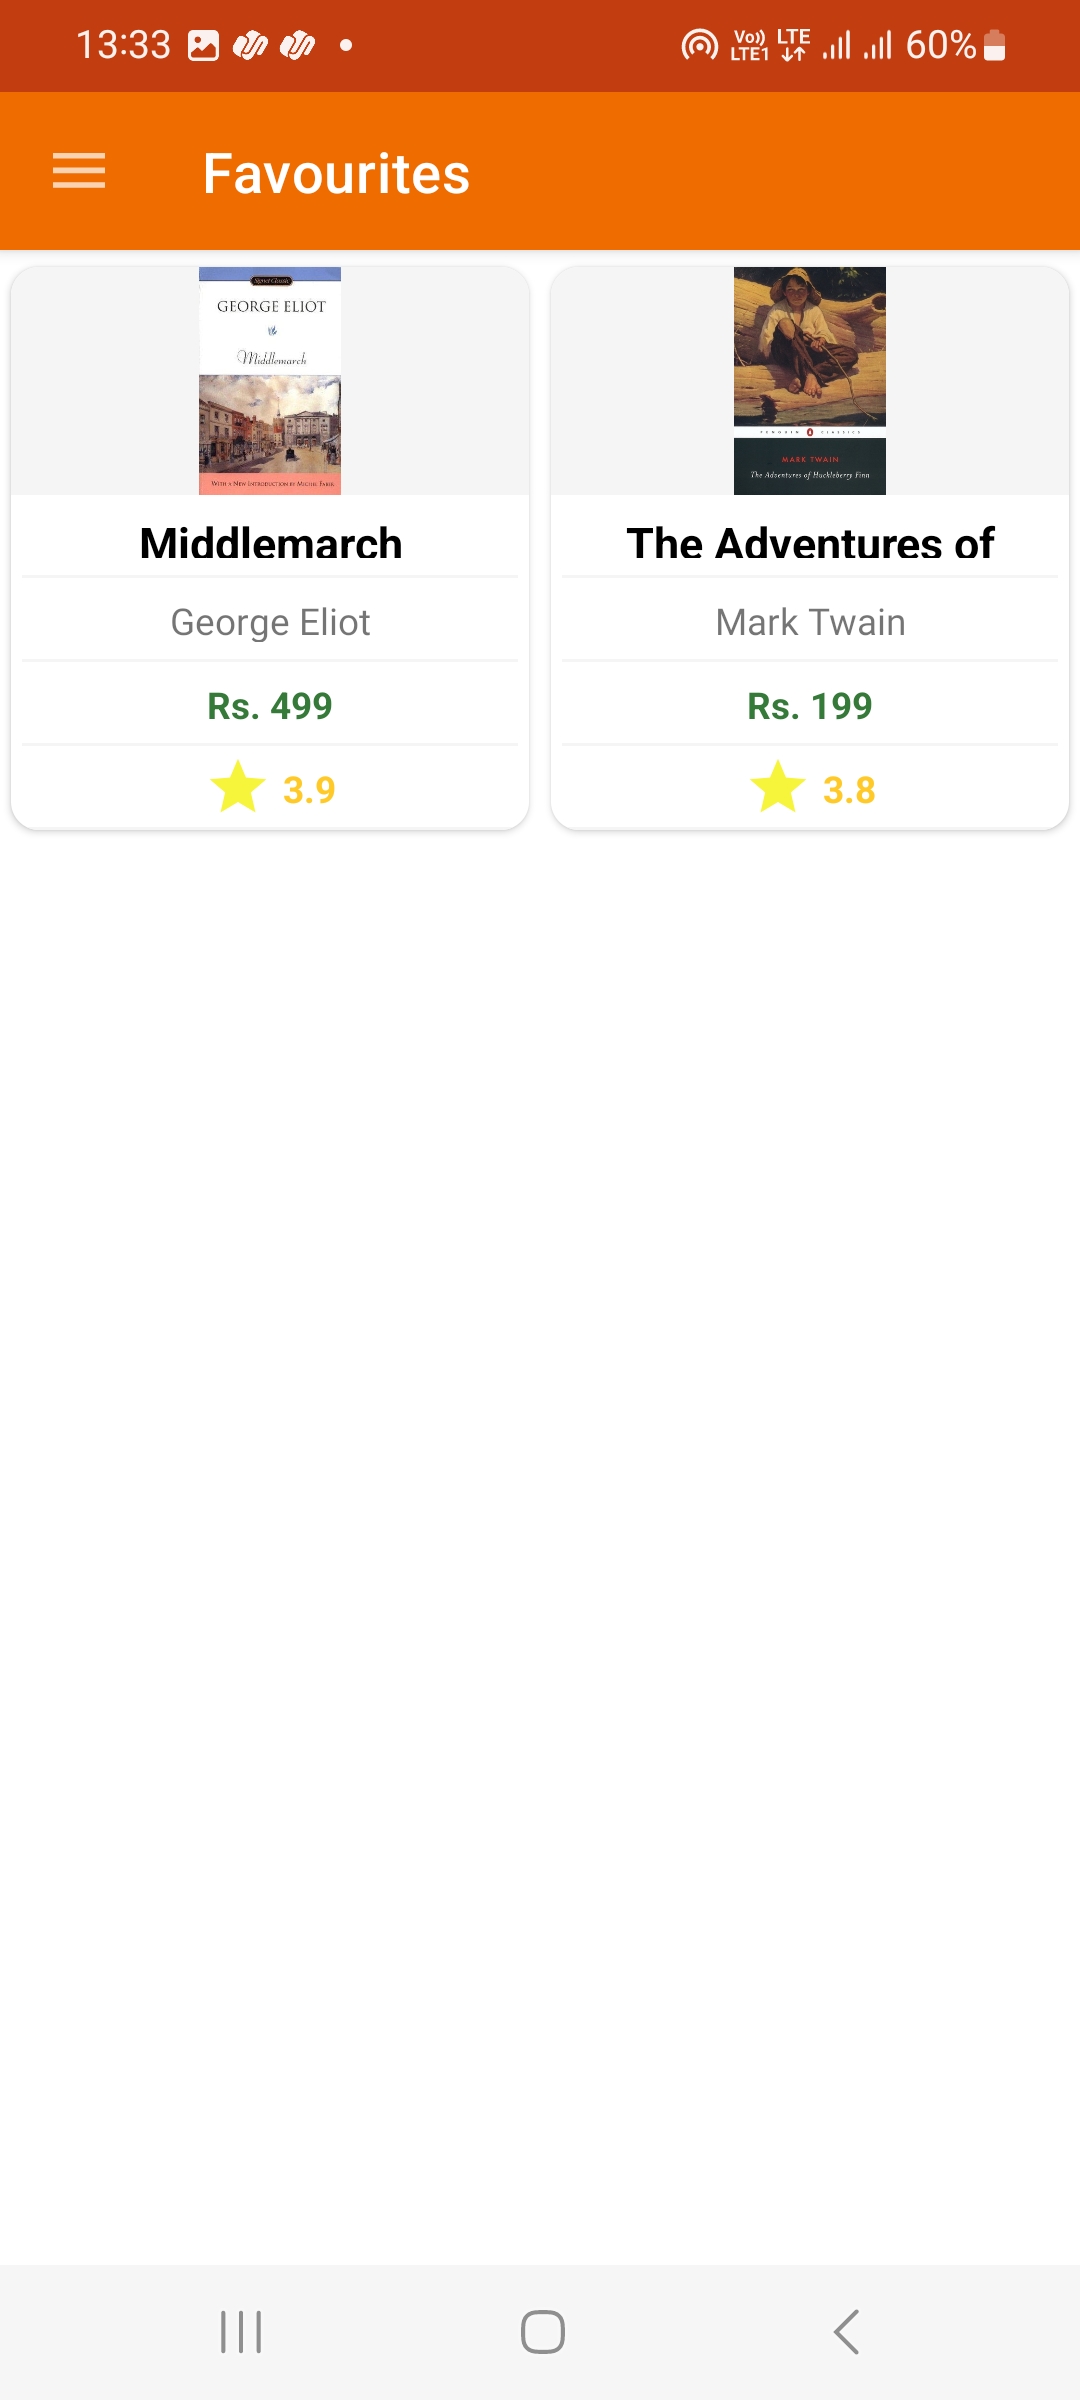 13:33
Vo)) LTE1 LTE 60%
Favourites
Signet Classic
GEORGE ELIOT
Middlemarch
WITH A NEW INTRODUCTION BY MICHEL FABER
PENGUIN CLASSICS
MARK TWAIN
The Adventures of Huckleberry Finn
Middlemarch
The Adventures of
George Eliot
Mark Twain
Rs. 499
Rs. 199
3.9
3.8